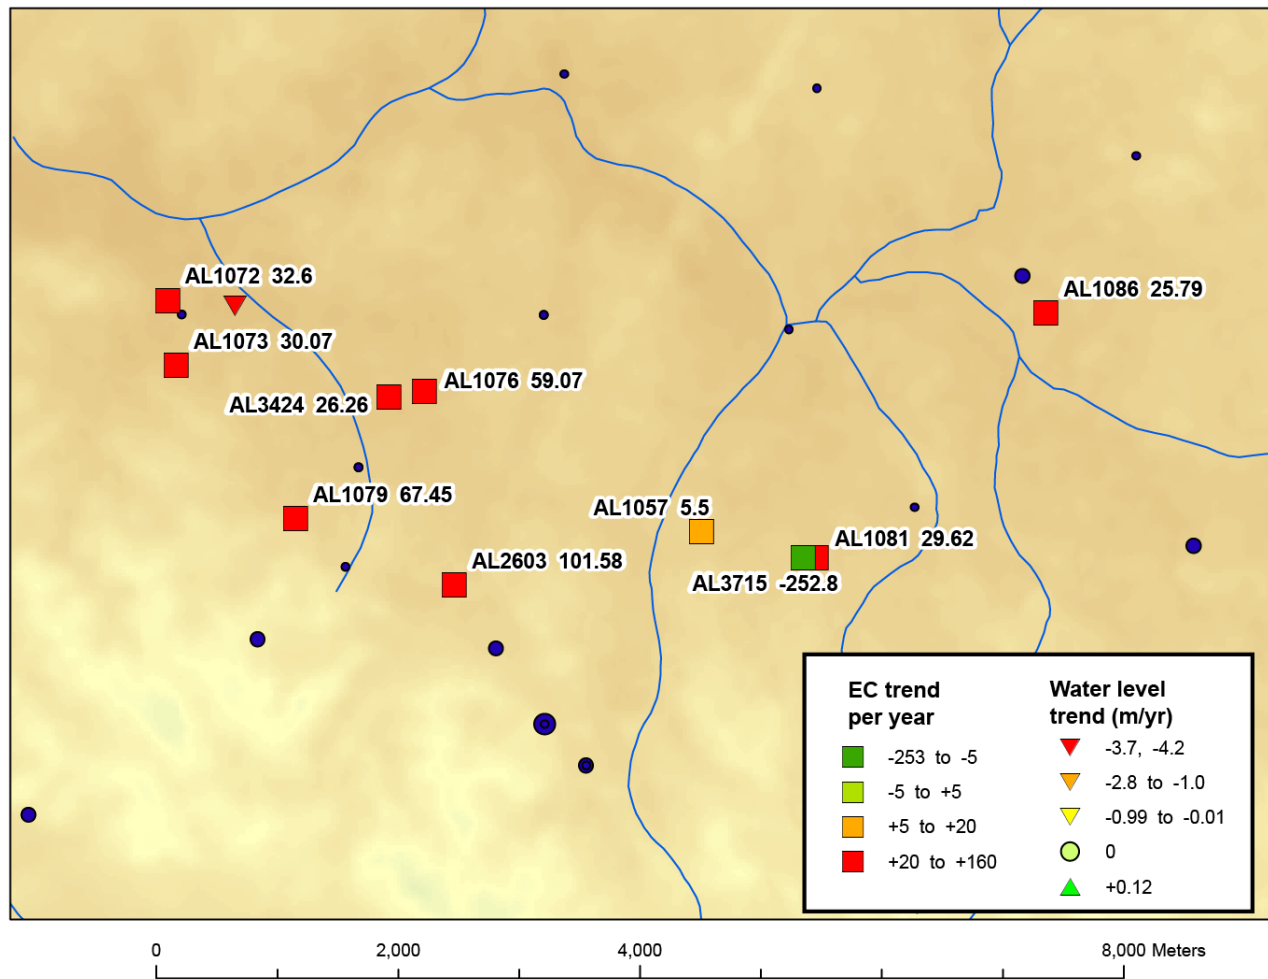 AL1072 32.6
AL1086 25.79
AL1073 30.07
AL1076 59.07
AL3424 26.26
AL1079 67.45
AL1057 5.5
AL1081 29.62
AL2603 101.58
AL3715 -252.8
EC trend
per year
-253 to -5
-5 to +5
+5 to +20
+20 to +160
Water level
trend (m/yr)
-3.7, -4.2
-2.8 to -1.0
-0.99 to -0.01
0
+0.12
0 2,000 4,000 8,000 Meters